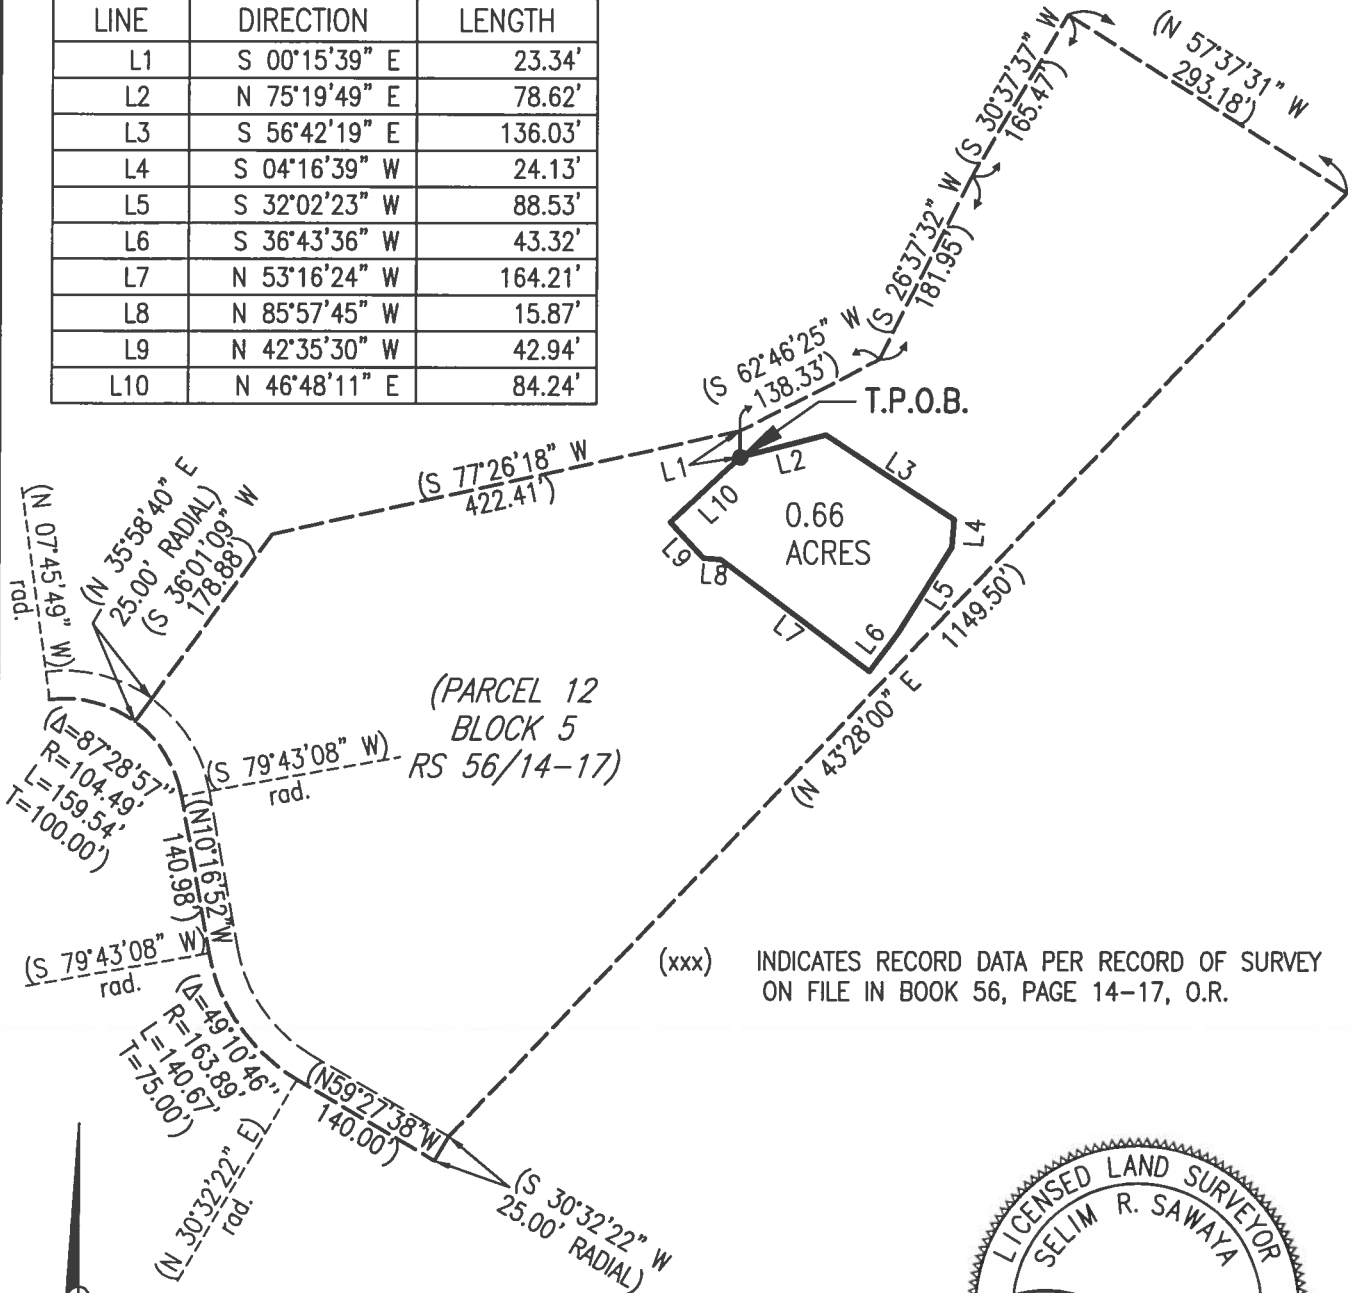 LINE DIRECTION LENGTH
L1 S 00°15'39" E 23.34'
L2 N 75°19'49" E 78.62'
L3 S 56°42'19" E 136.03'
L4 S 04°16'39" W 24.13'
L5 S 32°02'23" W 88.53'
L6 S 36°43'36" W 43.32'
L7 N 53°16'24" W 164.21'
L8 N 85°57'45" W 15.87'
L9 N 42°35'30" W 42.94'
L10 N 46°48'11" E 84.24'
(N 57°37'31" W
293.18')
(S 30°37'37" W
165.47')
(S 26°37'32" W
181.95')
(S 62°46'25" W
138.33')
T.P.O.B.
(S 77°26'18" W
422.41')
L1
L2
L3
L4
L5
L6
L7
L8
L9
L10
0.66
ACRES
(N 43°28'00" E
1149.50')
(N 07°45'49" W)
rad.
(N 35°58'40" E
25.00' RADIAL)
(S 36°01'09" W
178.88')
(PARCEL 12
BLOCK 5
RS 56/14-17)
(Δ=87°28'57"
R=104.49'
L=159.54'
T=100.00')
(S 79°43'08" W)
rad.
(N10°16'52"W
140.98')
(S 79°43'08" W)
rad.
(Δ=49°10'46"
R=163.89'
L=140.67'
T=75.00')
(N 30°32'22" E)
rad.
(N59°27'38"W
140.00')
(S 30°32'22" W
25.00' RADIAL)
(xxx) INDICATES RECORD DATA PER RECORD OF SURVEY
ON FILE IN BOOK 56, PAGE 14-17, O.R.
LICENSED LAND SURVEYOR
SELIM R. SAWAYA